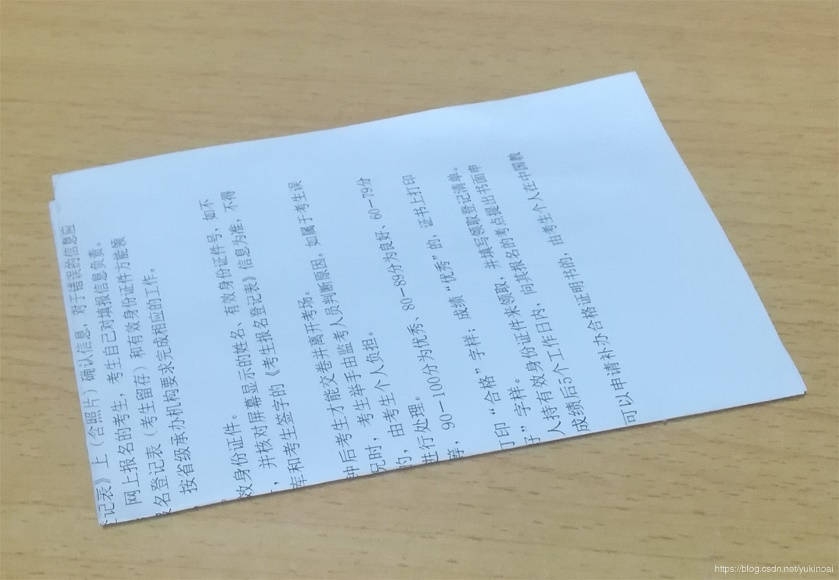 记表》上（含照片）确认信息，对于错误的信息应
网上报名的考生，考生自己对填报信息负责。
名登记表（考生留存）和有效身份证件方能领
按省级承办机构要求完成相应的工作。
效身份证件。
，并核对屏幕显示的姓名、有效身份证件号，如不
库和考生签字的《考生报名登记表》信息为准，不得
钟后考生才能交卷并离开考场。
况时，考生举手由监考人员判断原因，如属于考生误
的，由考生个人负担。
进行处理。
等，90-100分为优秀、80-89分为良好、60-79分
打印“合格”字样；成绩“优秀”的，证书上打印
”字样。
人持有效身份证件来领取，并填写领取登记清单。
成绩后5个工作日内，向其报名的考点提出书面申
可以申请补办合格证明的，由考生个人在中国教
https://blog.csdn.net/yukinoai